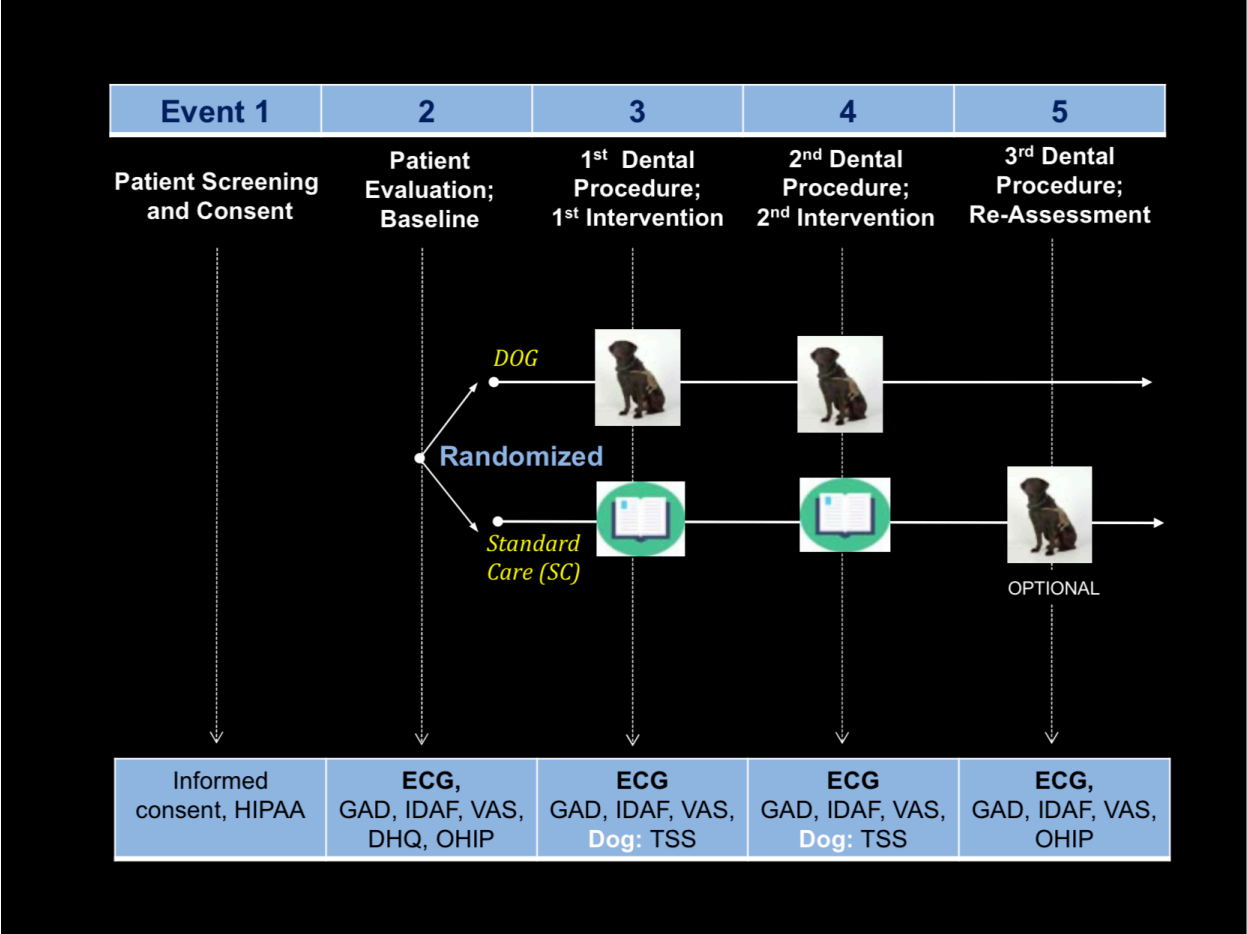 Event 1
2
3
4
5
Patient Screening
and Consent
Patient
Evaluation;
Baseline
1st Dental
Procedure;
1st Intervention
2nd Dental
Procedure;
2nd Intervention
3rd Dental
Procedure;
Re-Assessment
DOG
Randomized
Standard
Care (SC)
OPTIONAL
Informed
consent, HIPAA
ECG,
GAD, IDAF, VAS,
DHQ, OHIP
ECG
GAD, IDAF, VAS,
Dog: TSS
ECG
GAD, IDAF, VAS,
Dog: TSS
ECG,
GAD, IDAF, VAS,
OHIP